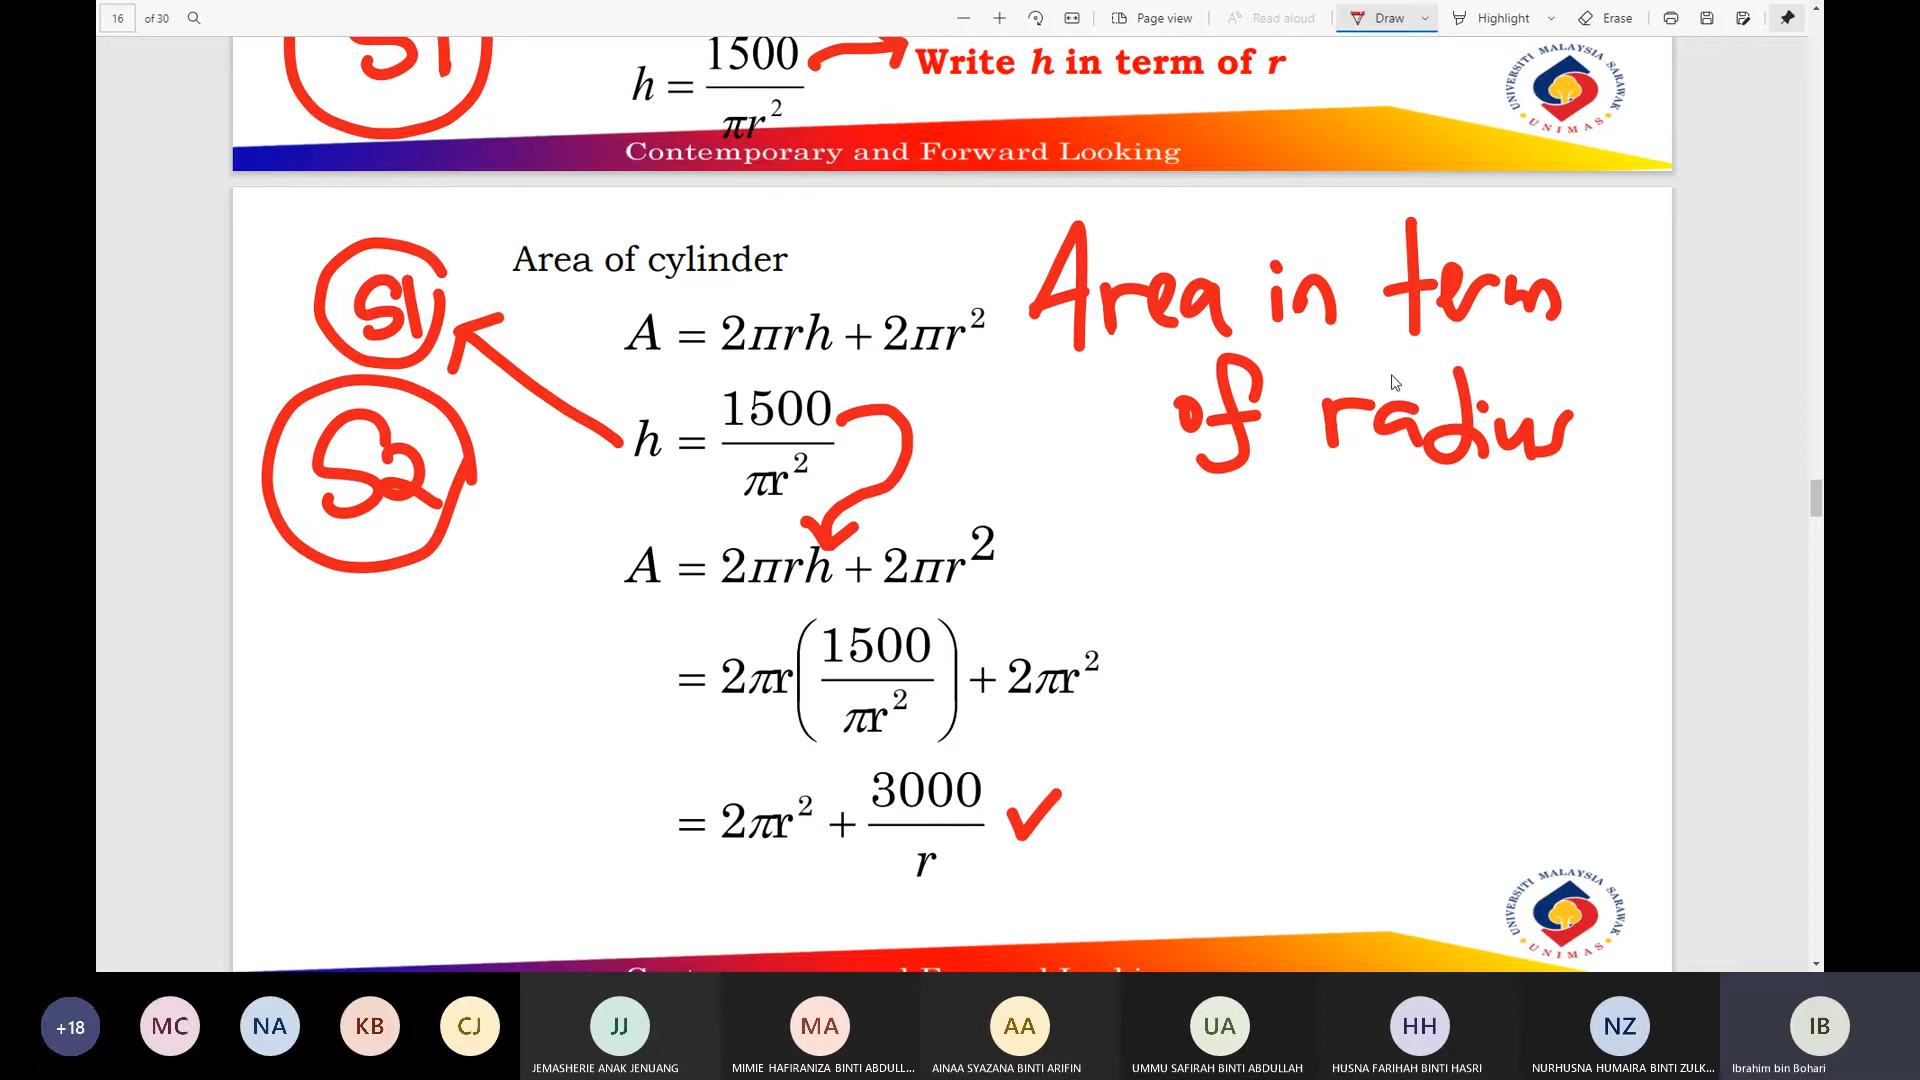 16 of 30 Page view Read aloud Draw Highlight Erase
S1
h = 1500 / πr²
Write h in term of r
UNIVERSITI MALAYSIA SARAWAK
UNIMAS
Contemporary and Forward Looking
Area of cylinder
S1
Area in term
of radius
A = 2πrh + 2πr²
h = 1500 / πr²
S2
A = 2πrh + 2πr²
= 2πr(1500 / πr²) + 2πr²
= 2πr² + 3000 / r
UNIVERSITI MALAYSIA SARAWAK
UNIMAS
+18 MC NA KB CJ JJ MA AA UA HH NZ IB
JEMASHERIE ANAK JENUANG MIMIE HAFIRANIZA BINTI ABDULL... AINAA SYAZANA BINTI ARIFIN UMMU SAFIRAH BINTI ABDULLAH HUSNA FARIHAH BINTI HASRI NURHUSNA HUMAIRA BINTI ZULK... Ibrahim bin Bohari